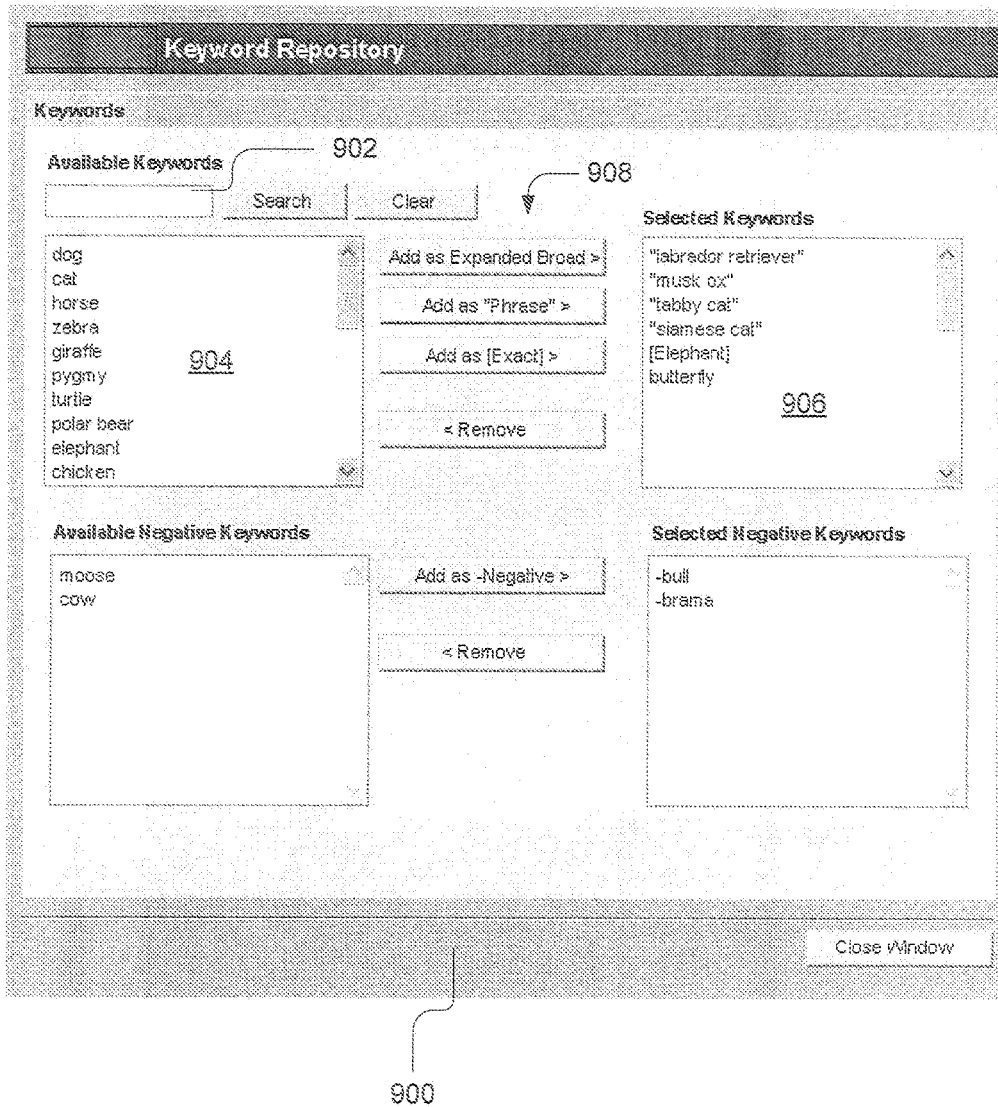 Keyword Repository
Keywords
Available Keywords
902
Search
Clear
908
Selected Keywords
dog
cat
horse
zebra
giraffe
pygmy
turtle
polar bear
elephant
chicken
904
Add as Expanded Broad >
Add as "Phrase" >
Add as [Exact] >
< Remove
"labrador retriever"
"musk ox"
"tabby cat"
"siamese cat"
[Elephant]
butterfly
906
Available Negative Keywords
Selected Negative Keywords
moose
cow
Add as -Negative >
< Remove
-bull
-brama
Close Window
900